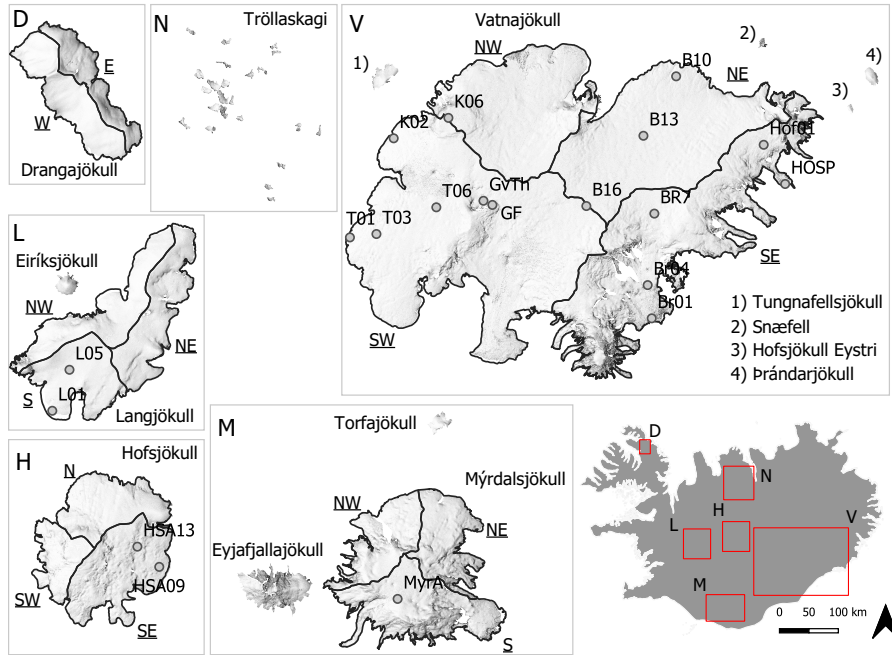 D
E
W
Drangajökull
N
Tröllaskagi
V
Vatnajökull
2)
NW
B10
1)
NE
4)
3)
K06
K02
B13
Hof01
HOSP
T06
GvTh
B16
BR7
GF
T01
T03
SE
Br04
Br01
SW
1) Tungnafellsjökull
2) Snæfell
3) Hofsjökull Eystri
4) Þrándarjökull
L
Eiríksjökull
NW
NE
L05
S
L01
Langjökull
H
Hofsjökull
N
HSA13
HSA09
SW
SE
M
Torfajökull
Mýrdalsjökull
NW
NE
Eyjafjallajökull
MyrA
S
D
N
H
L
V
M
0 50 100 km